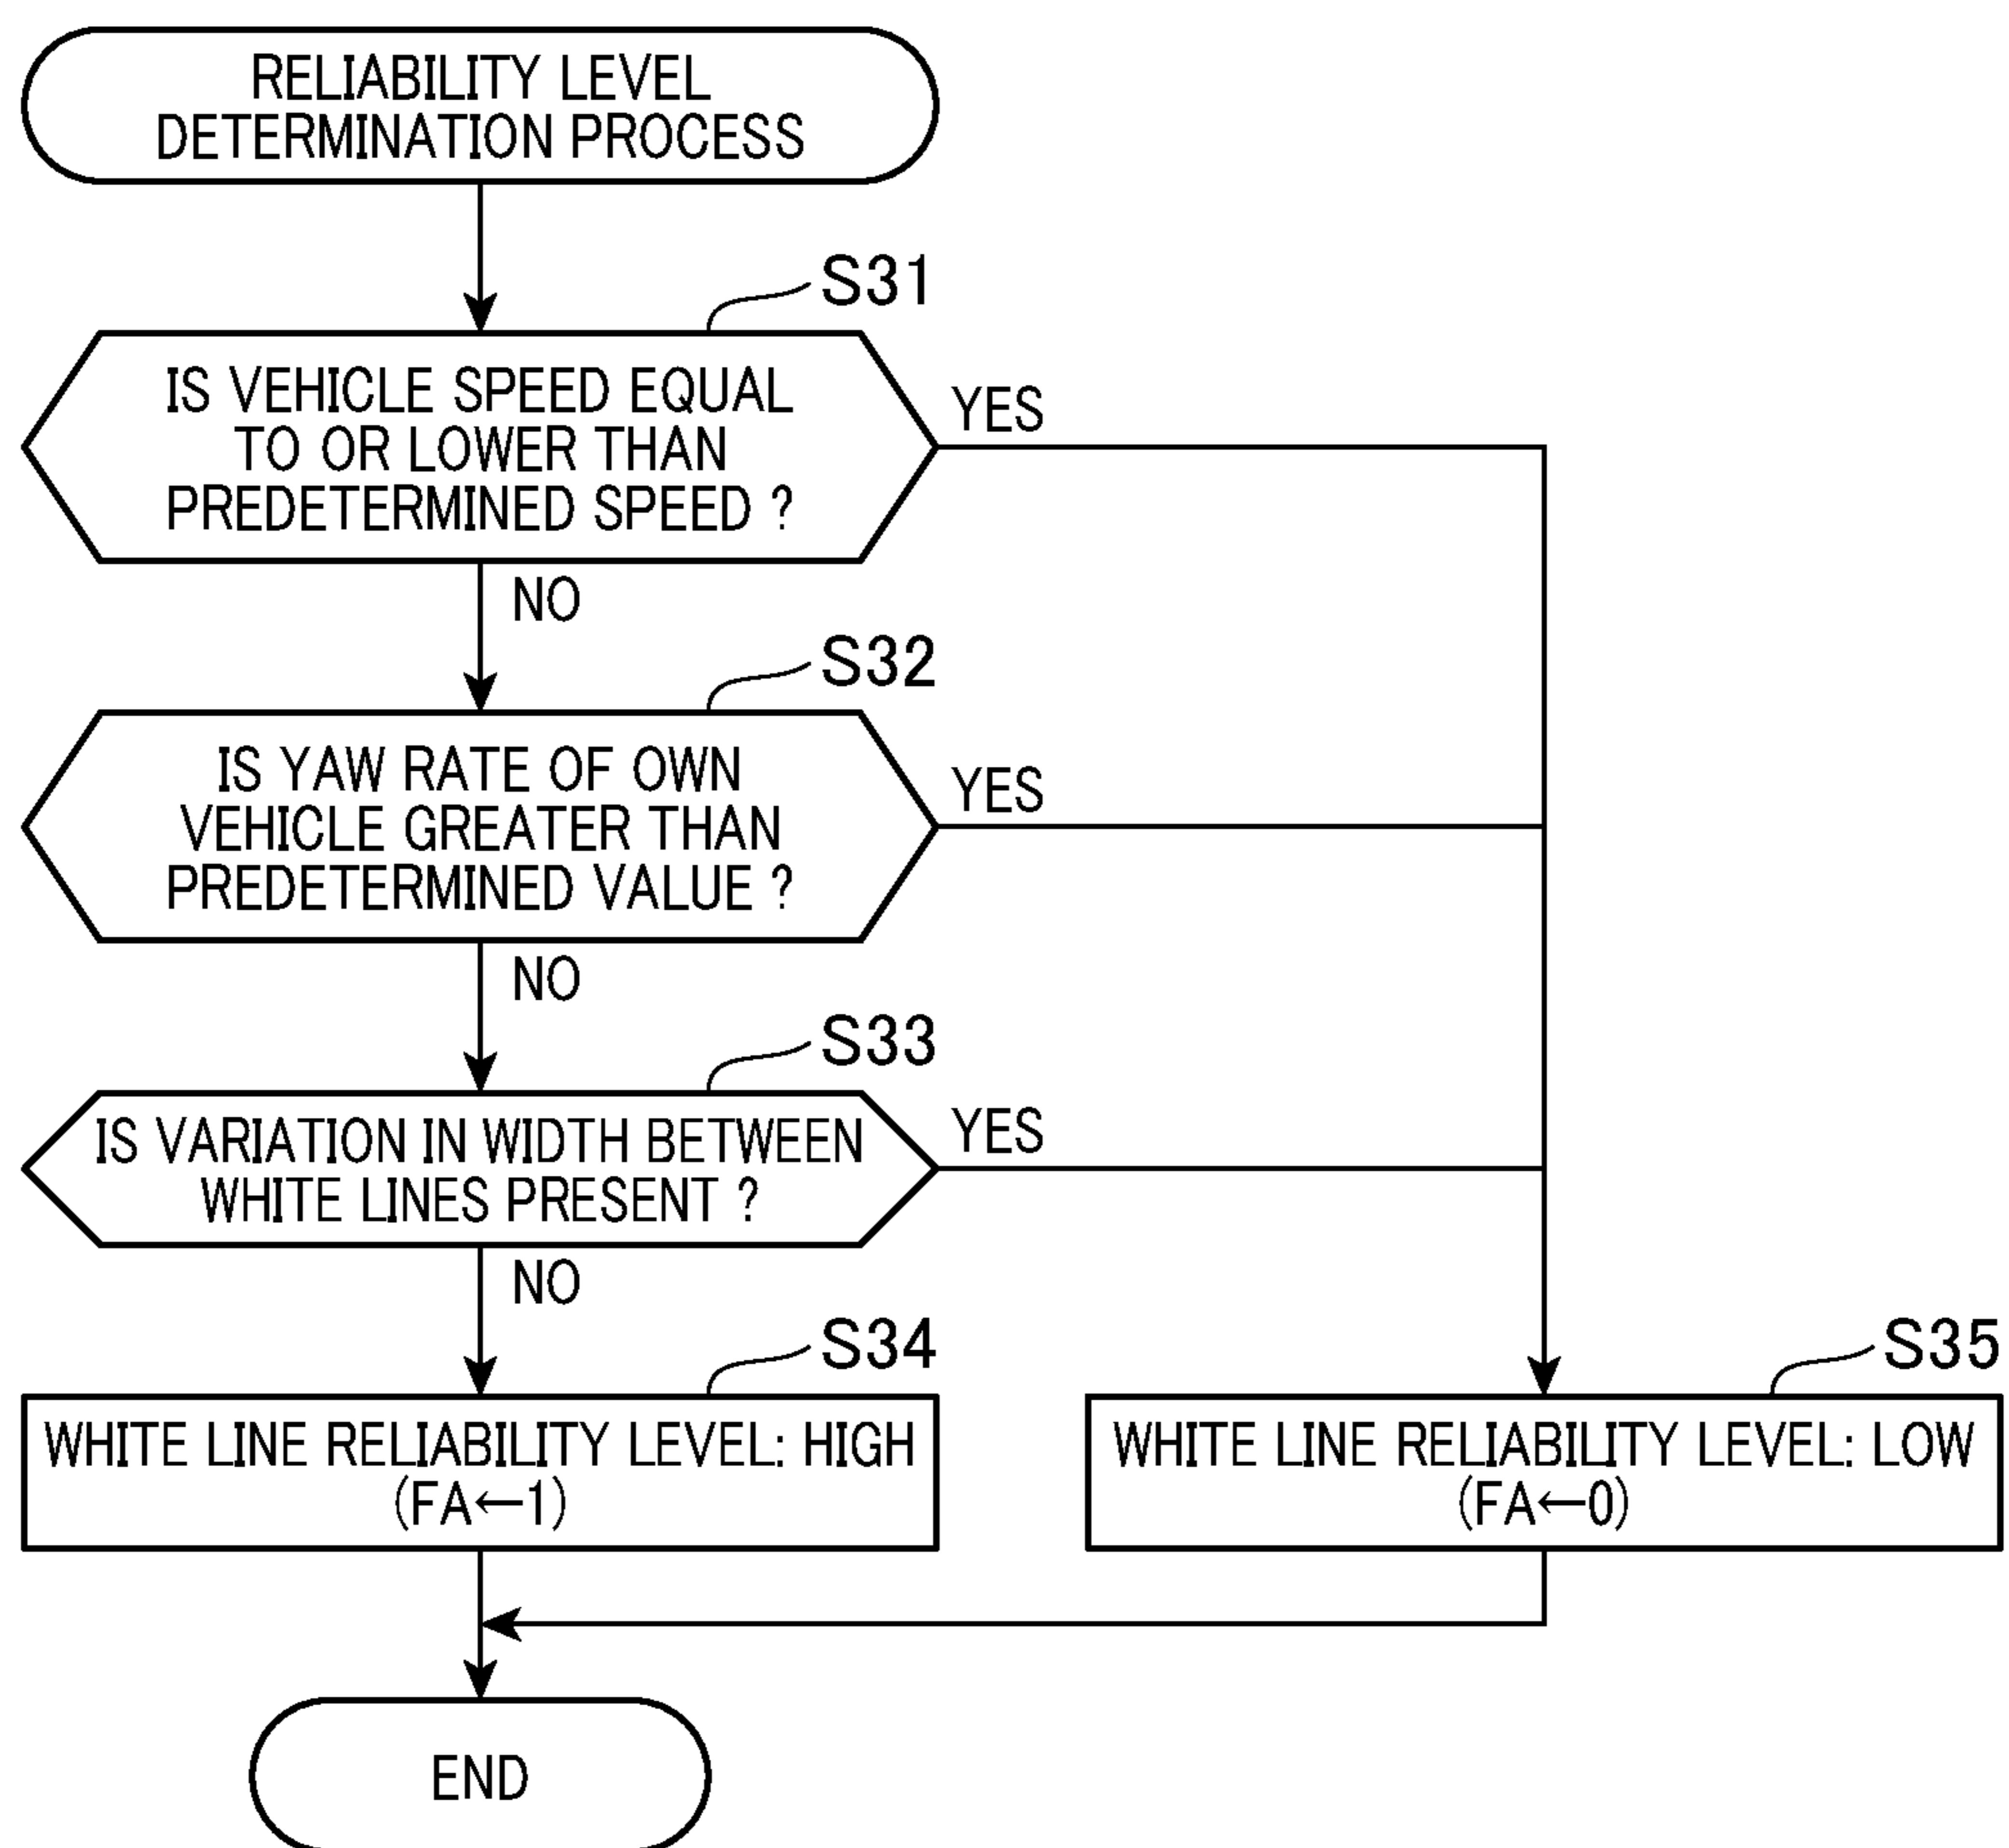 RELIABILITY LEVEL
DETERMINATION PROCESS
S31
IS VEHICLE SPEED EQUAL
TO OR LOWER THAN
PREDETERMINED SPEED ?
YES
NO
S32
IS YAW RATE OF OWN
VEHICLE GREATER THAN
PREDETERMINED VALUE ?
YES
NO
S33
IS VARIATION IN WIDTH BETWEEN
WHITE LINES PRESENT ?
YES
NO
S34
WHITE LINE RELIABILITY LEVEL: HIGH
(FA←1)
S35
WHITE LINE RELIABILITY LEVEL: LOW
(FA←0)
END